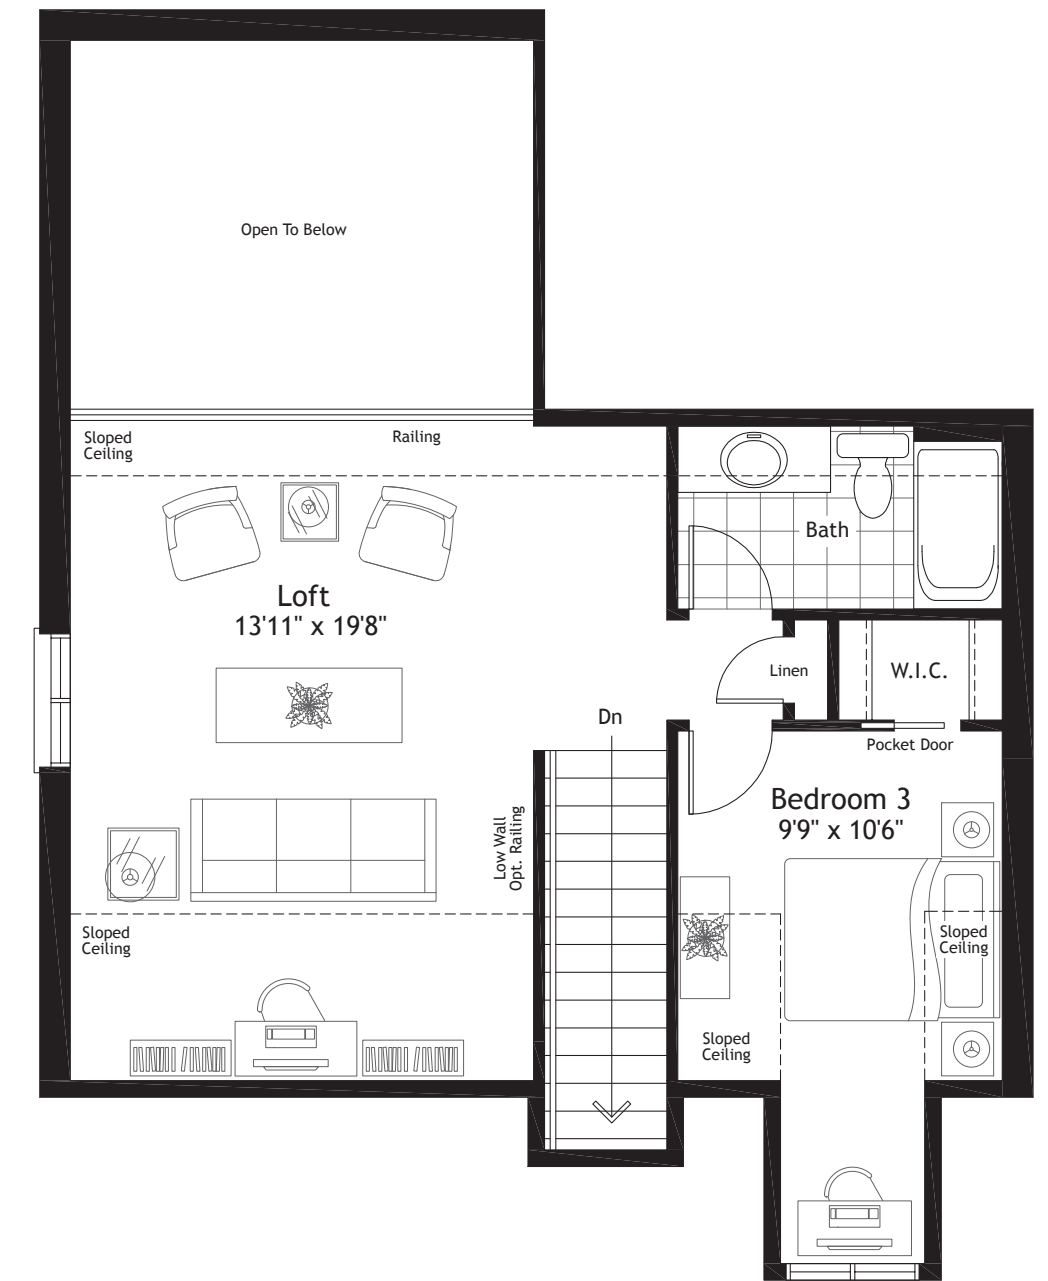 Open To Below
Sloped
Ceiling
Railing
Bath
Loft
13'11" x 19'8"
Linen
W.I.C.
Dn
Pocket Door
Bedroom 3
9'9" x 10'6"
Low Wall
Opt. Railing
Sloped
Ceiling
Sloped
Ceiling
Sloped
Ceiling